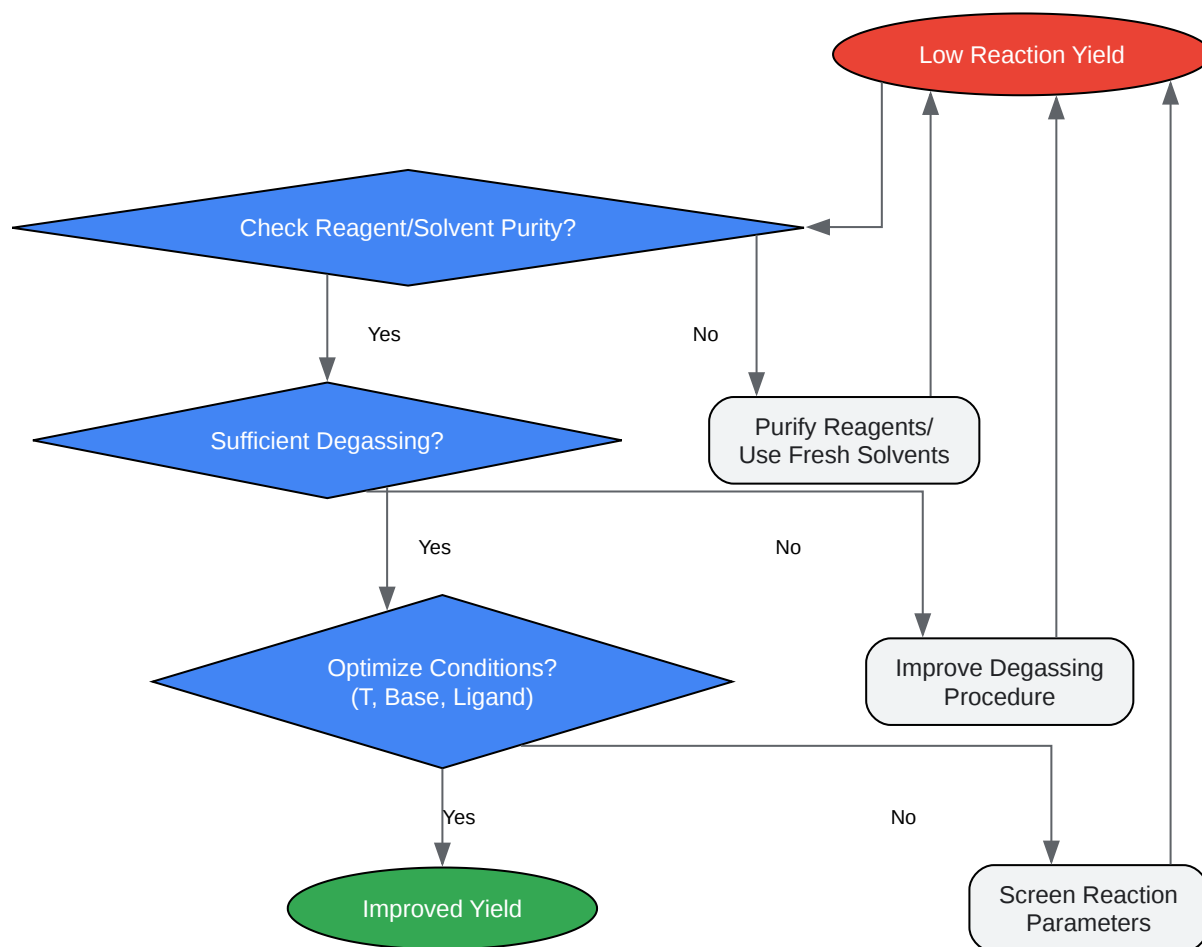 Low Reaction Yield
Check Reagent/Solvent Purity?
Yes
No
Purify Reagents/
Use Fresh Solvents
Sufficient Degassing?
Yes
No
Improve Degassing
Procedure
Optimize Conditions?
(T, Base, Ligand)
Yes
No
Screen Reaction
Parameters
Improved Yield